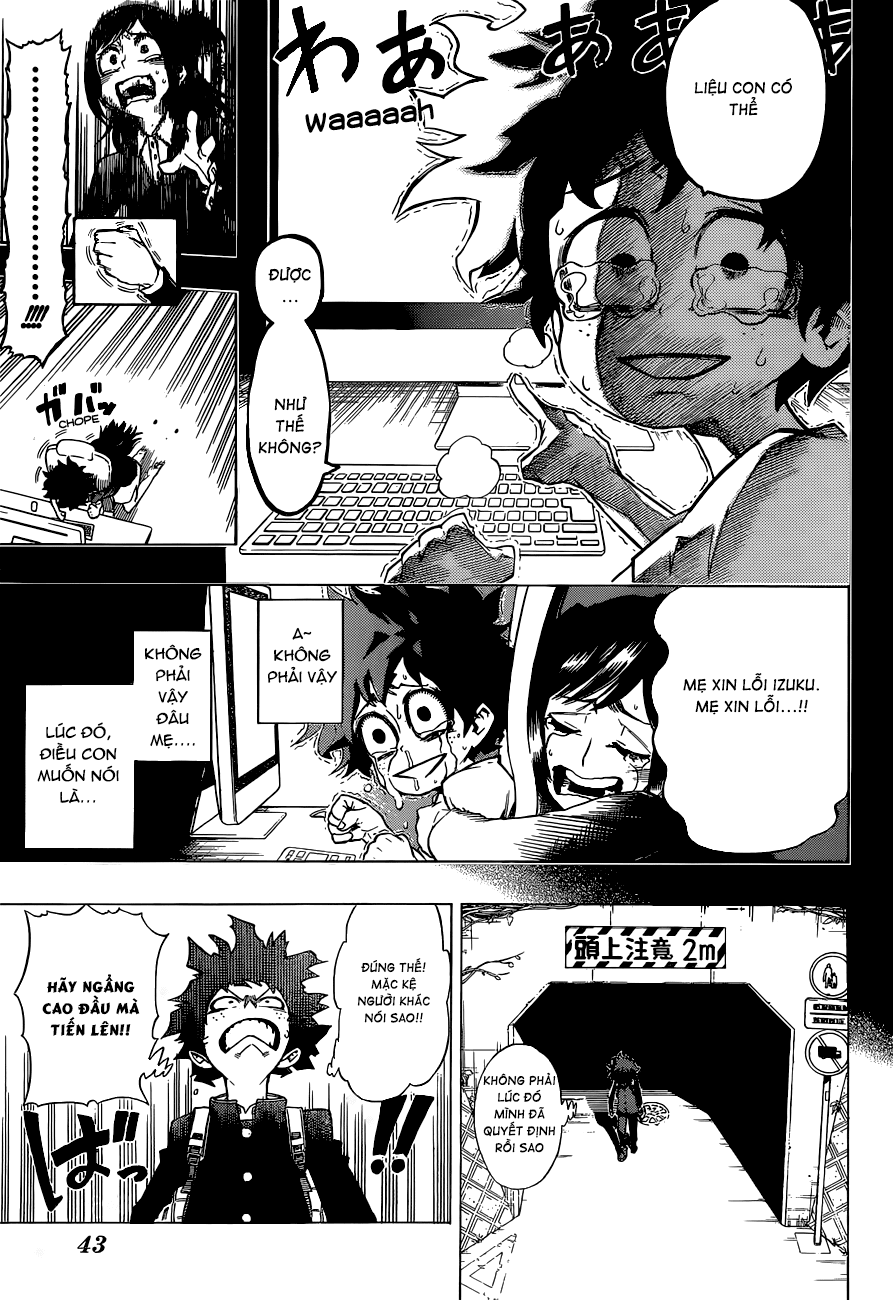 LIỆU CON CÓ
THỂ
わあああああ
Waaaaaah
ĐƯỢC
...
NHƯ
THẾ
KHÔNG?
............!!!!
ガバッ
CHOPE
MẸ XIN LỖI IZUKU.
MẸ XIN LỖI...!!
A~
KHÔNG
PHẢI VẬY
KHÔNG
PHẢI
VẬY
ĐÂU
MẸ....
LÚC ĐÓ,
ĐIỀU CON
MUỐN NÓI
LÀ...
頭上注意 2m
KHÔNG PHẢI
LÚC ĐÓ
MÌNH ĐÃ
QUYẾT ĐỊNH
RỒI SAO
ĐÚNG THẾ!
MẶC KỆ
NGƯỜI KHÁC
NÓI SAO!!
HÃY NGẨNG
CAO ĐẦU MÀ
TIẾN LÊN!!
ばっ!!
43